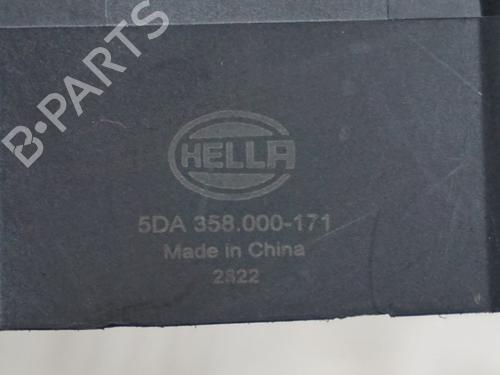 B·PARTS
HELLA
5DA 358.000-171
Made in China
2822